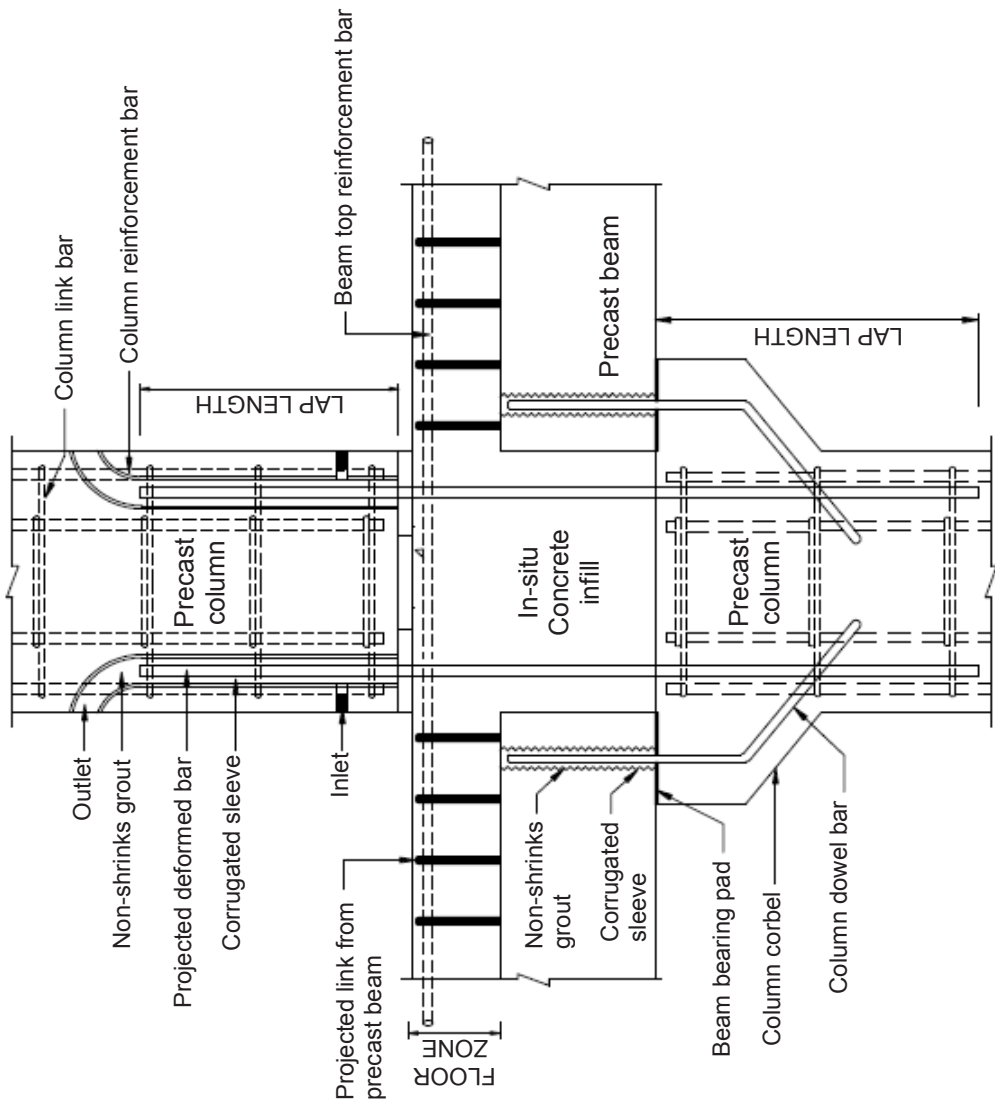 Column link bar
Column reinforcement bar
Outlet
Non-shrinks grout
Projected deformed bar
Corrugated sleeve
Inlet
Precast
column
LAP LENGTH
Beam top reinforcement bar
Projected link from
precast beam
FLOOR
ZONE
Non-shrinks
grout
Corrugated
sleeve
In-situ
Concrete
infill
Precast beam
Precast
column
LAP LENGTH
Beam bearing pad
Column corbel
Column dowel bar